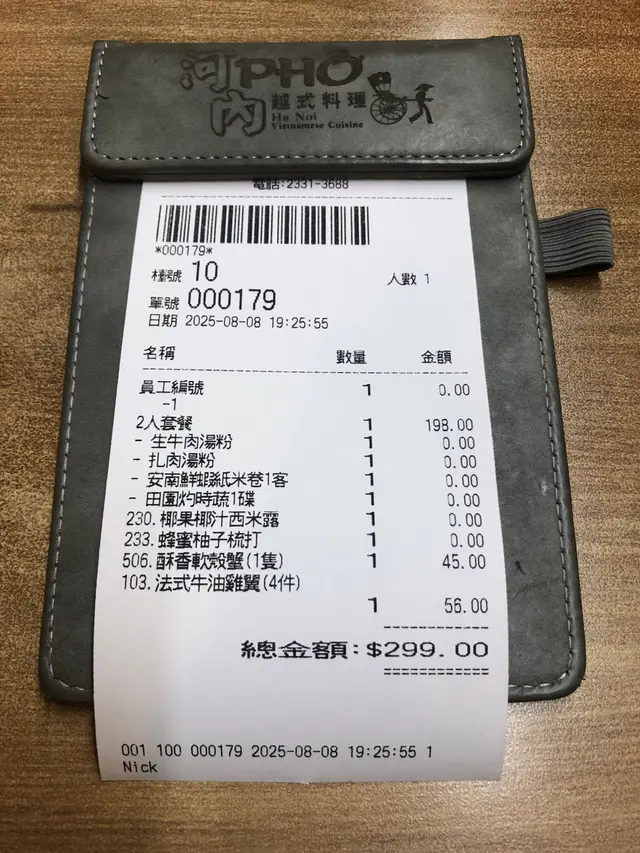 河內
PHỞ
越式料理
Ha Noi
Vietnamese Cuisine
電話:2331-3688
*000179*
檯號 10 人數 1
單號 000179
日期 2025-08-08 19:25:55
名稱 數量 金額
員工編號 1 0.00
-1
2人套餐 1 198.00
- 生牛肉湯粉 1 0.00
- 扎肉湯粉 1 0.00
- 安南鮮蝦紙米卷1客 1 0.00
- 田園灼時蔬1碟 1 0.00
230. 椰果椰汁西米露 1 0.00
233. 蜂蜜柚子梳打 1 0.00
506. 酥香軟殼蟹(1隻) 1 45.00
103. 法式牛油雞翼(4件)
1 56.00
總金額: $299.00
001 100 000179 2025-08-08 19:25:55 1
Nick